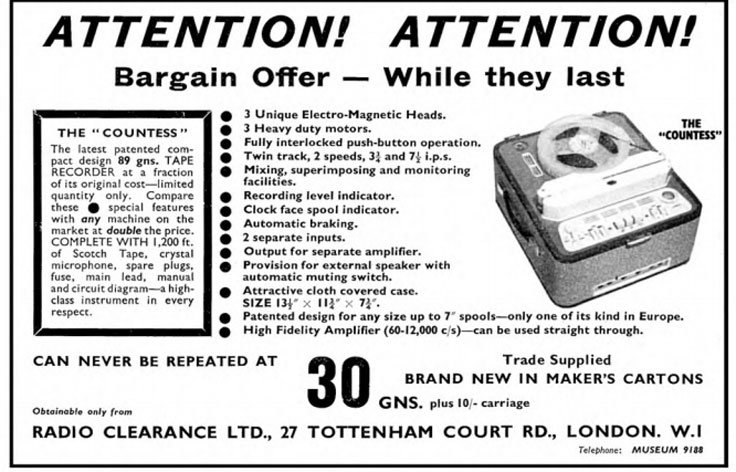 ATTENTION! ATTENTION!
Bargain Offer — While they last
THE "COUNTESS"
The latest patented com-
pact design 89 gns. TAPE
RECORDER at a fraction
of its original cost—limited
quantity only. Compare
these ● special features
with any machine on the
market at double the price.
COMPLETE WITH 1,200 ft.
of Scotch Tape, crystal
microphone, spare plugs,
fuse, main lead, manual
and circuit diagram—a high-
class instrument in every
respect.
● 3 Unique Electro-Magnetic Heads.
● 3 Heavy duty motors.
● Fully interlocked push-button operation.
● Twin track, 2 speeds, 3¾ and 7½ i.p.s.
● Mixing, superimposing and monitoring
facilities.
● Recording level indicator.
● Clock face spool indicator.
● Automatic braking.
● 2 separate inputs.
● Output for separate amplifier.
● Provision for external speaker with
automatic muting switch.
● Attractive cloth covered case.
SIZE 13½" × 11¾" × 7¾".
● Patented design for any size up to 7" spools—only one of its kind in Europe.
● High Fidelity Amplifier (60-12,000 c/s)—can be used straight through.
THE
"COUNTESS"
CAN NEVER BE REPEATED AT
30
GNS. plus 10/- carriage
Trade Supplied
BRAND NEW IN MAKER'S CARTONS
Obtainable only from
RADIO CLEARANCE LTD., 27 TOTTENHAM COURT RD., LONDON. W.1
Telephone: MUSEUM 9188